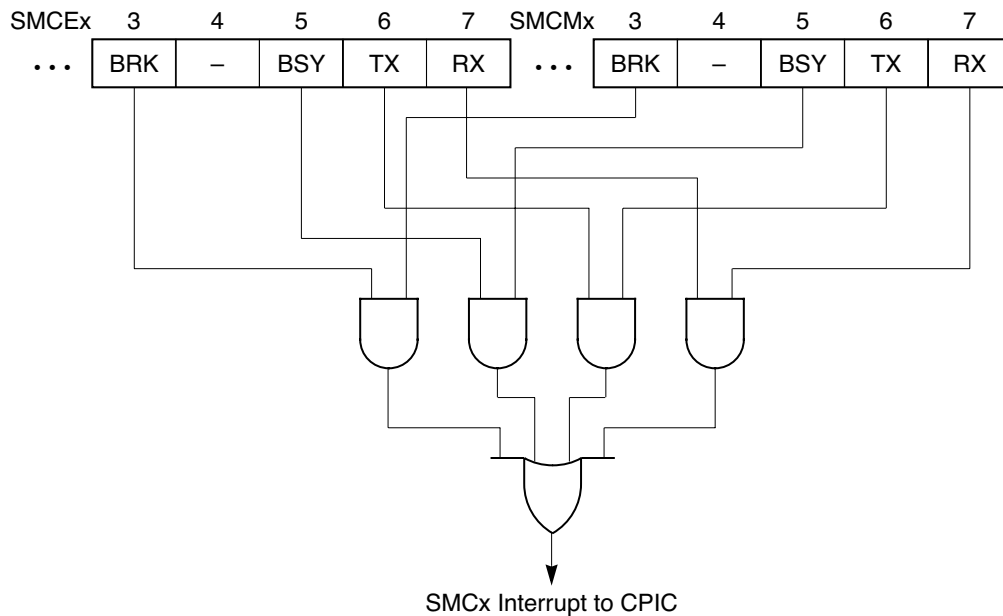 SMCEx 3 4 5 6 7 SMCMx 3 4 5 6 7
... BRK – BSY TX RX ... BRK – BSY TX RX
SMCx Interrupt to CPIC